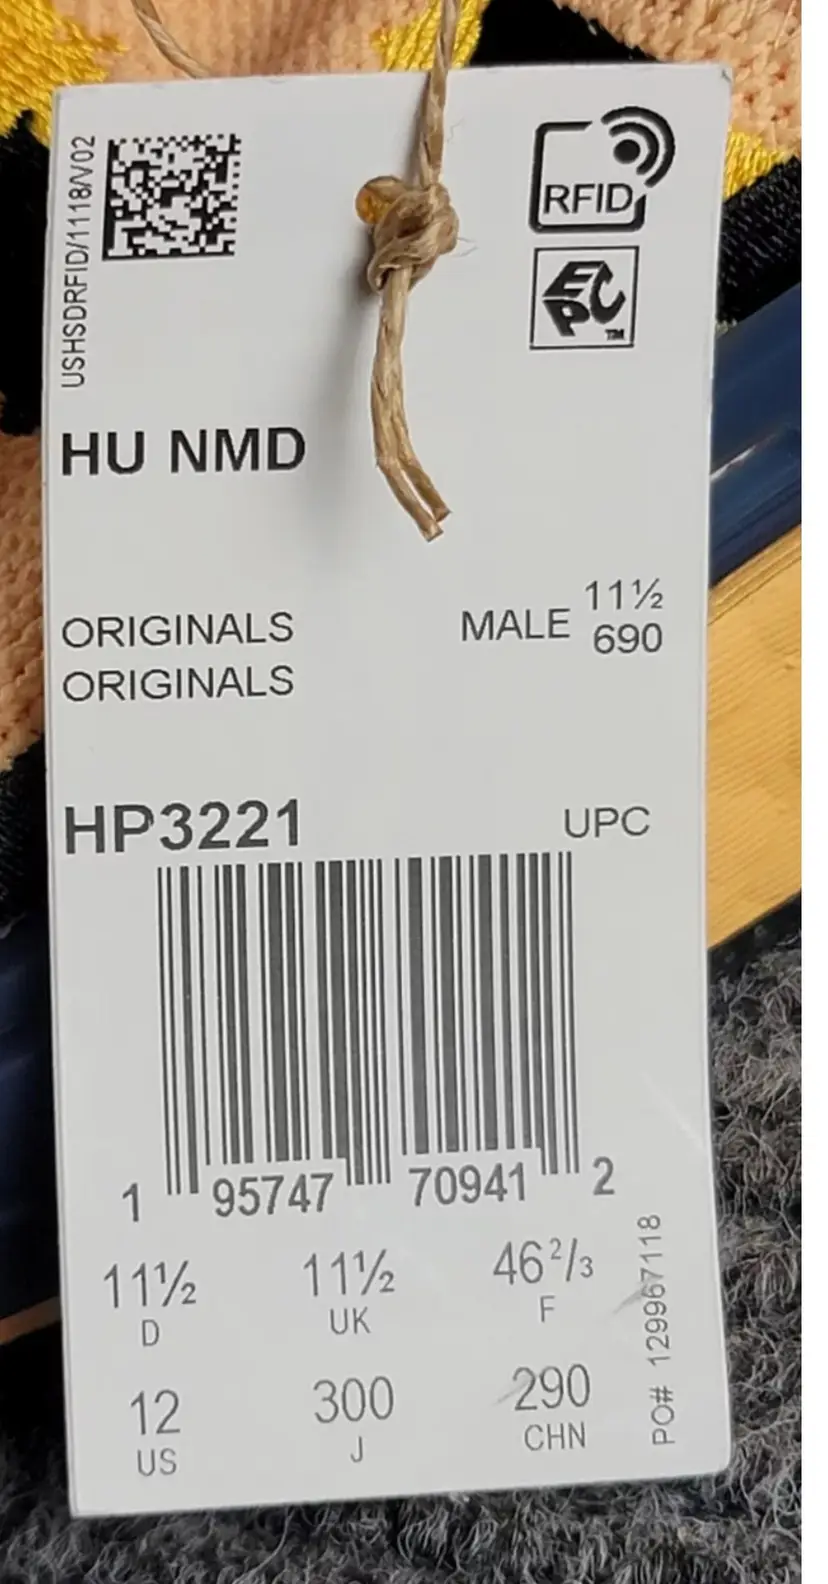 USHSDRFID/1118/V02
RFID
EPC™
HU NMD
ORIGINALS
ORIGINALS
MALE 11½
690
HP3221
UPC
1 95747 70941 2
11½ 11½ 46²/₃
D UK F
12 300 290
US J CHN
PO# 129967118